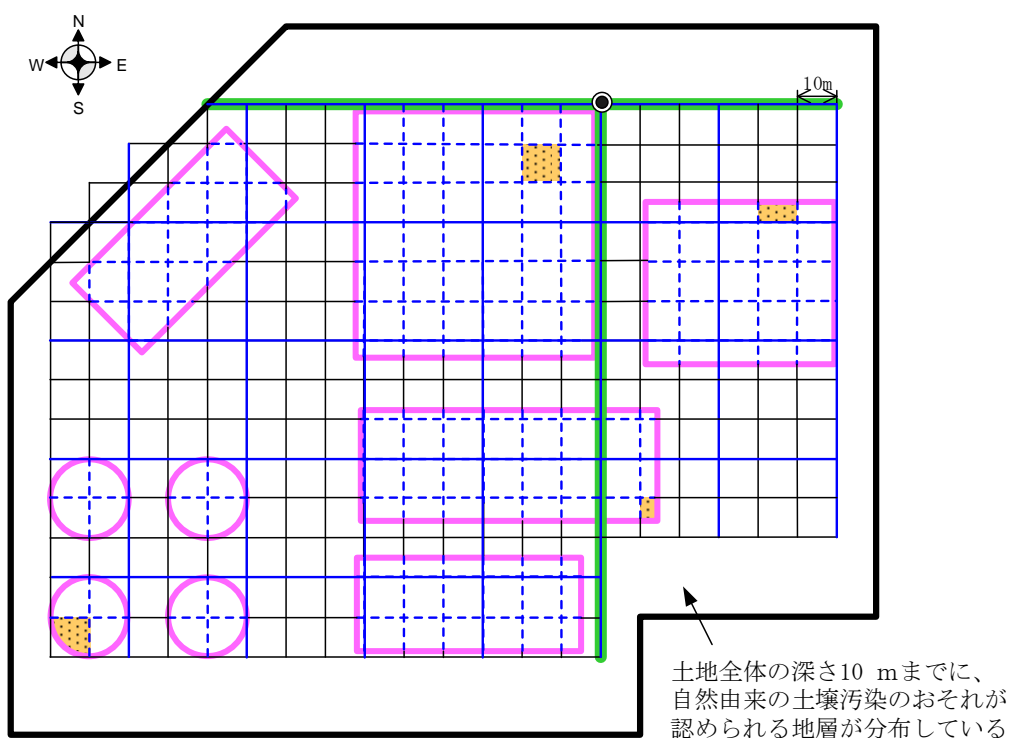 N
W E
S
10m
土地全体の深さ10 mまでに、
自然由来の土壌汚染のおそれが
認められる地層が分布している